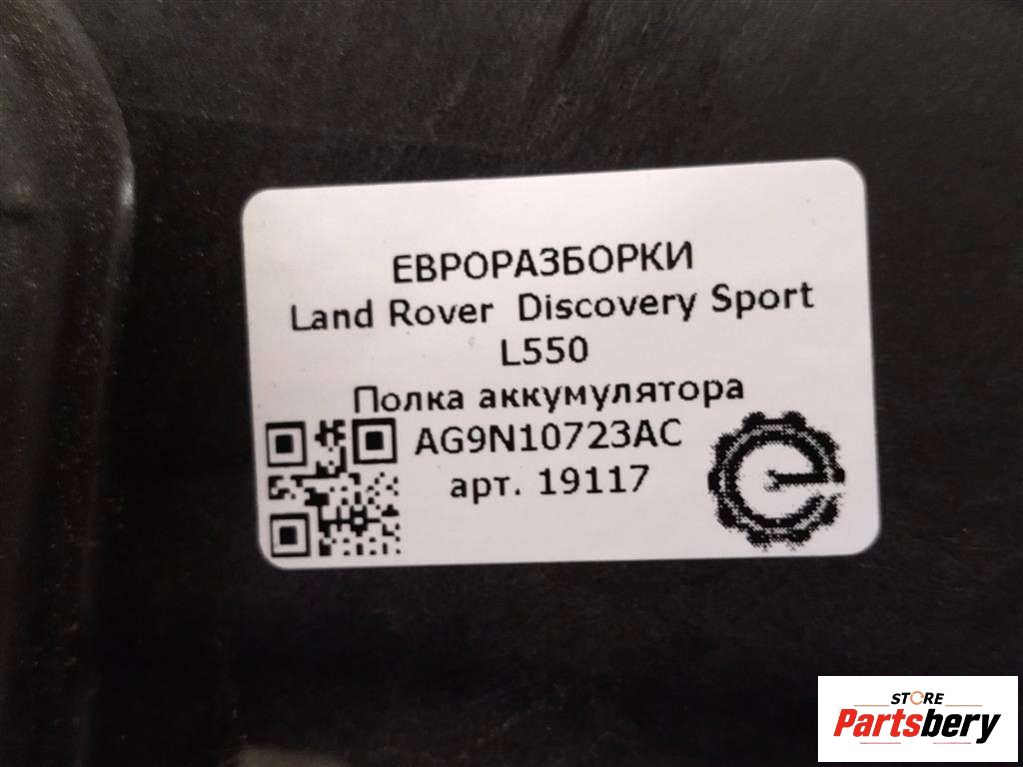 ЕВРОРАЗБОРКИ
Land Rover Discovery Sport
L550
Полка аккумулятора
AG9N10723AC
арт. 19117
STORE
Partsbery